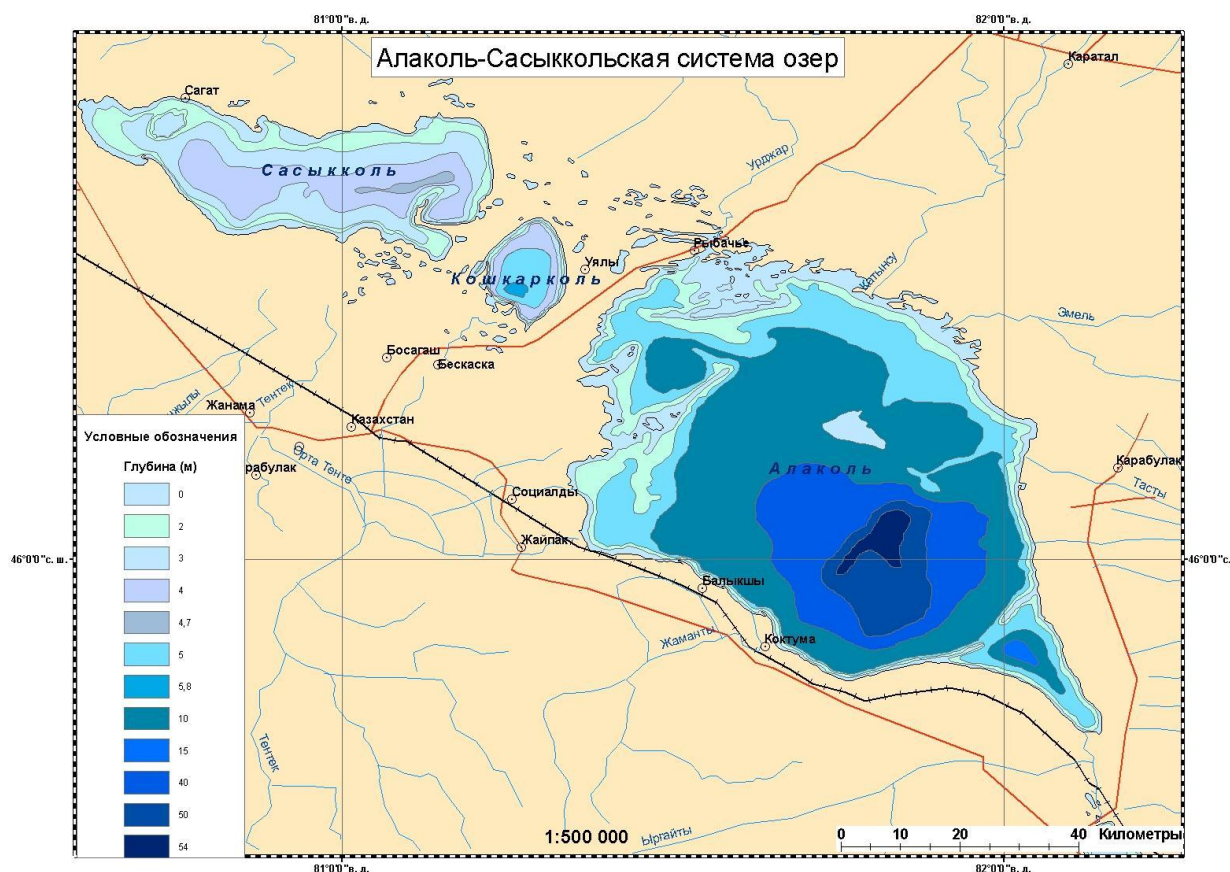 81°0'0"в. д.
82°0'0"в. д.
Алаколь-Сасыккольская система озер
Каратал
Сагат
Урджар
Сасыкколь
Рыбачье
Уялы
Кошкарколь
Катынсу
Эмель
Босагаш
Бескаска
Тентек
Жанама
Казахстан
Условные обозначения
Орта Тенте
рабулак
Алаколь
Карабулак
Глубина (м)
Тасты
0
Социалды
2
Жайпак
3
46°0'0"с. ш.
46°0'0"с.
4
Балыкшы
4,7
Жаманты
Коктума
5
5,8
10
Тентек
15
40
50
54
1:500 000
Ыргайты
0 10 20 40 Километры
81°0'0"в. д.
82°0'0"в. д.